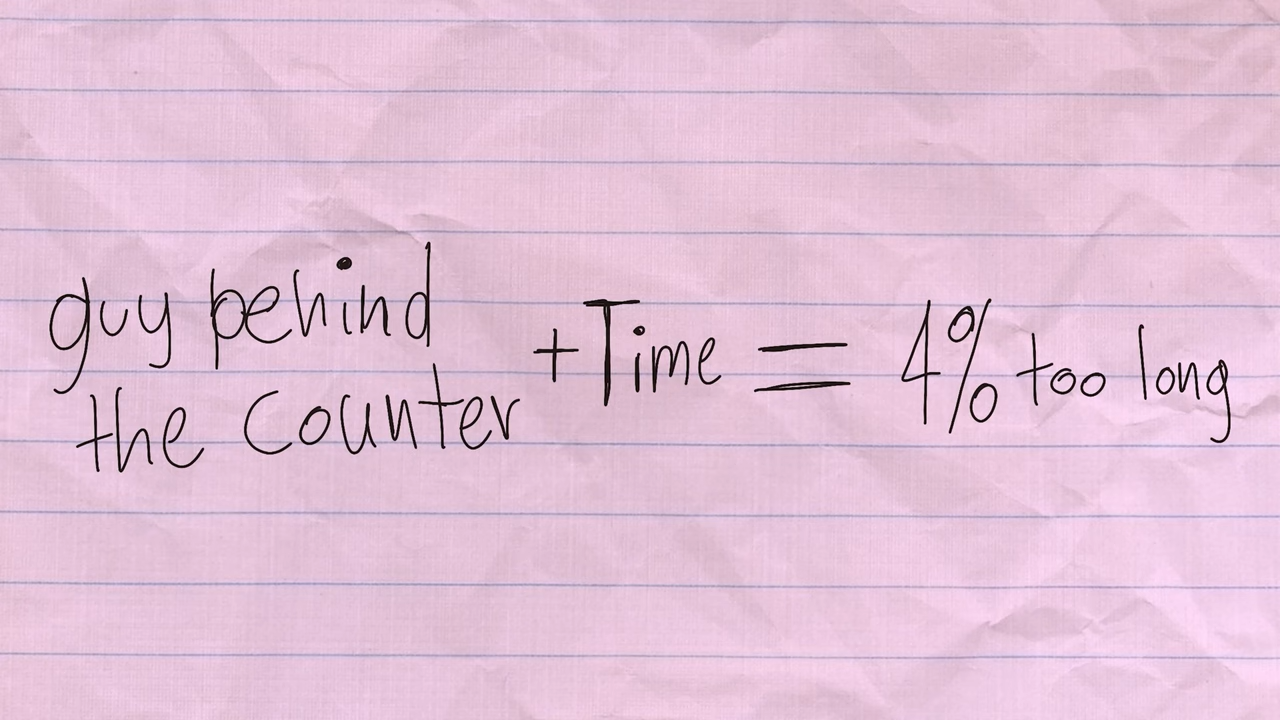 guy behind
the counter
+ Time = 4% too long